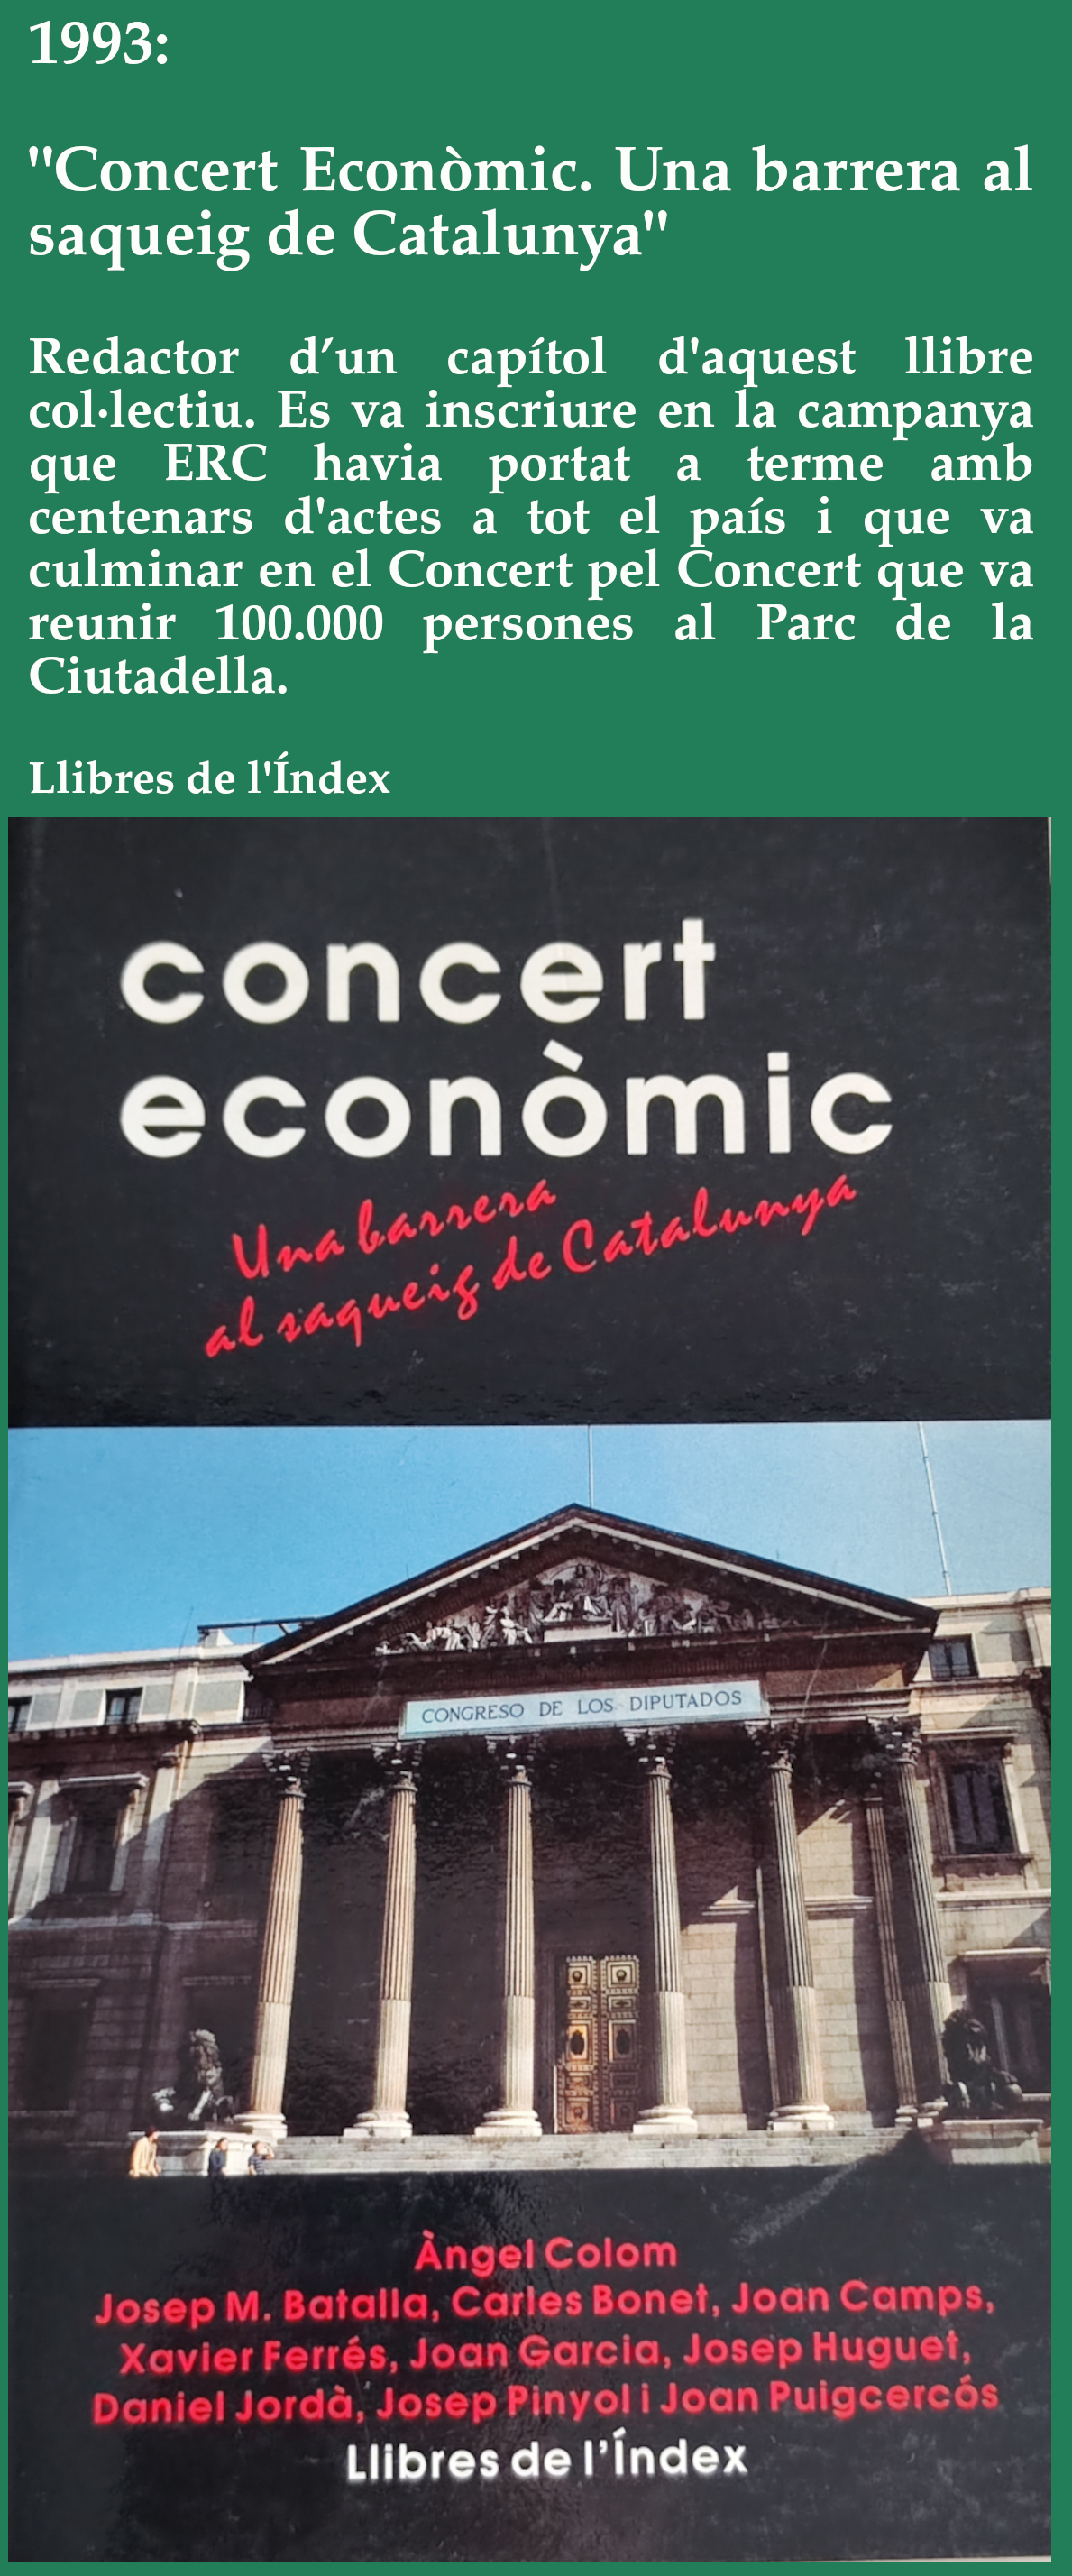 1993:
"Concert Econòmic. Una barrera al
saqueig de Catalunya"
Redactor d’un capítol d'aquest llibre
col·lectiu. Es va inscriure en la campanya
que ERC havia portat a terme amb
centenars d'actes a tot el país i que va
culminar en el Concert pel Concert que va
reunir 100.000 persones al Parc de la
Ciutadella.
Llibres de l'Índex
concert
econòmic
Una barrera
al saqueig de Catalunya
CONGRESO DE LOS DIPUTADOS
Àngel Colom
Josep M. Batalla, Carles Bonet, Joan Camps,
Xavier Ferrés, Joan Garcia, Josep Huguet,
Daniel Jordà, Josep Pinyol i Joan Puigcercós
Llibres de l’Índex